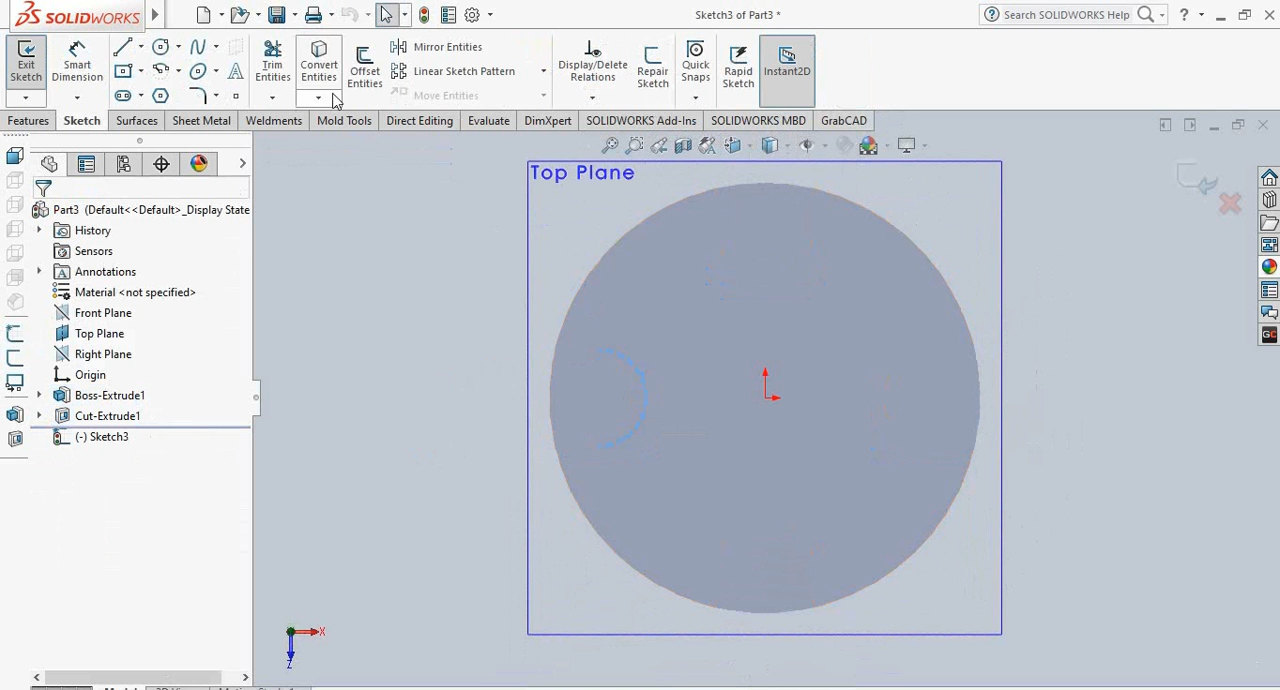 SOLIDWORKS
Sketch3 of Part3 *
Search SOLIDWORKS Help
Exit Sketch
Smart Dimension
Trim Entities
Convert Entities
Offset Entities
Mirror Entities
Linear Sketch Pattern
Move Entities
Display/Delete Relations
Repair Sketch
Quick Snaps
Rapid Sketch
Instant2D
Features
Sketch
Surfaces
Sheet Metal
Weldments
Mold Tools
Direct Editing
Evaluate
DimXpert
SOLIDWORKS Add-Ins
SOLIDWORKS MBD
GrabCAD
Part3 (Default<<Default>_Display State
History
Sensors
Annotations
Material <not specified>
Front Plane
Top Plane
Right Plane
Origin
Boss-Extrude1
Cut-Extrude1
(-) Sketch3
Top Plane
X
Z
GC